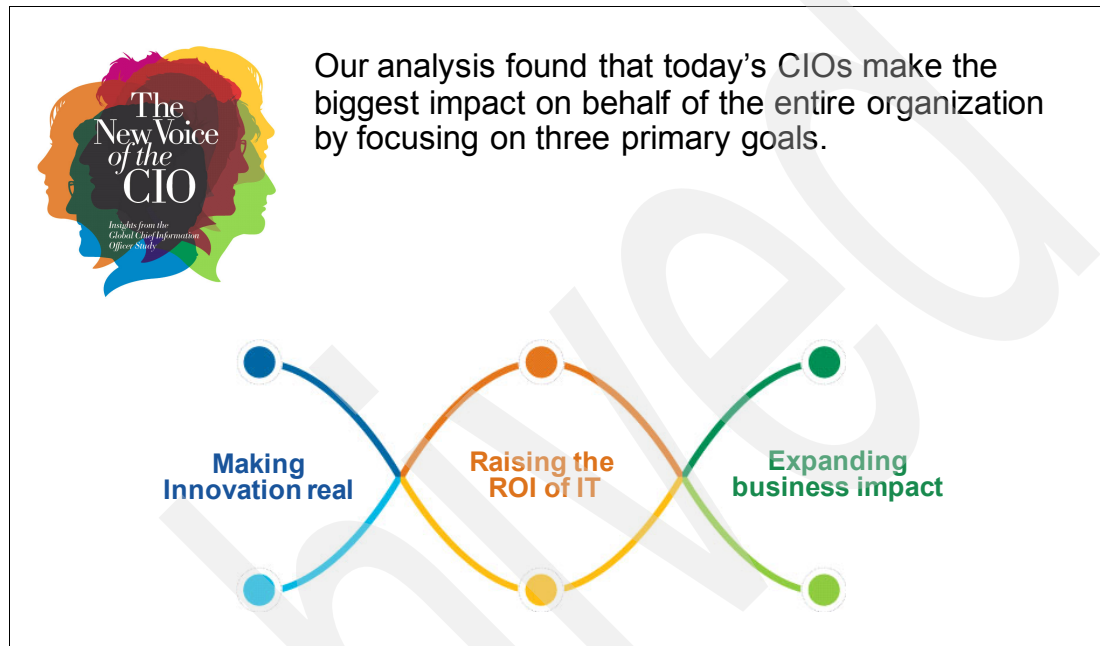 The
New Voice
of the
CIO
Insights from the
Global Chief Information
Officer Study
Our analysis found that today's CIOs make the
biggest impact on behalf of the entire organization
by focusing on three primary goals.
Making
Innovation real
Raising the
ROI of IT
Expanding
business impact
hived